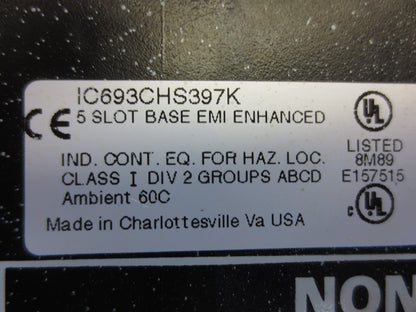 IC693CHS397K
CE 5 SLOT BASE EMI ENHANCED
UL
IND. CONT. EQ. FOR HAZ. LOC.
CLASS I DIV 2 GROUPS ABCD
Ambient 60C
Made in Charlottesville Va USA
LISTED
8M89
E157515
c UL
NON